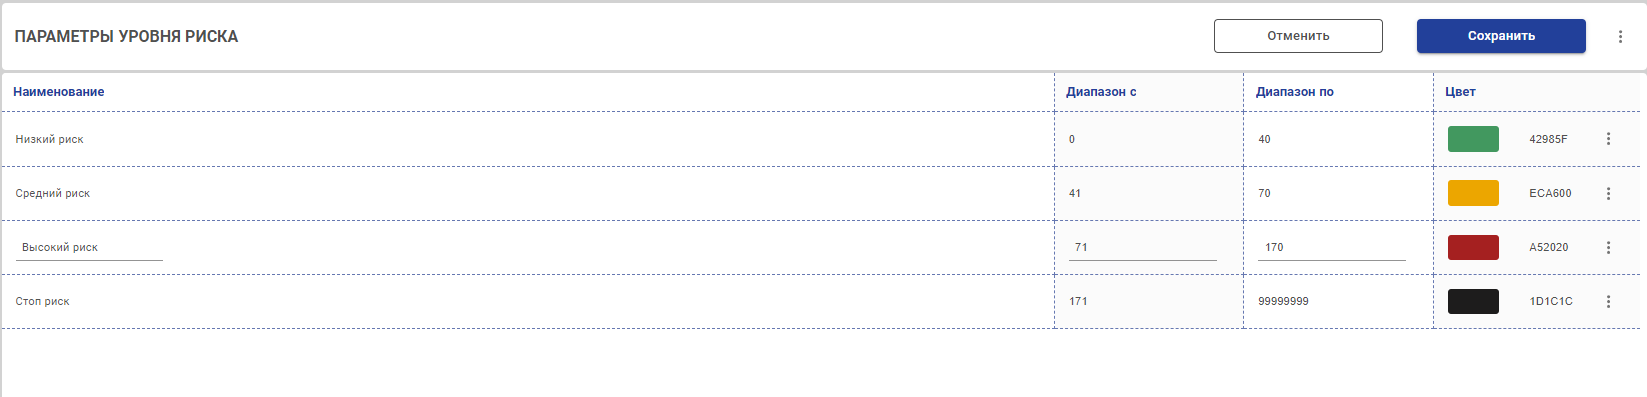 ПАРАМЕТРЫ УРОВНЯ РИСКА Отменить Сохранить
Наименование Диапазон с Диапазон по Цвет
Низкий риск 0 40 42985F
Средний риск 41 70 ECA600
Высокий риск 71 170 A52020
Стоп риск 171 99999999 1D1C1C